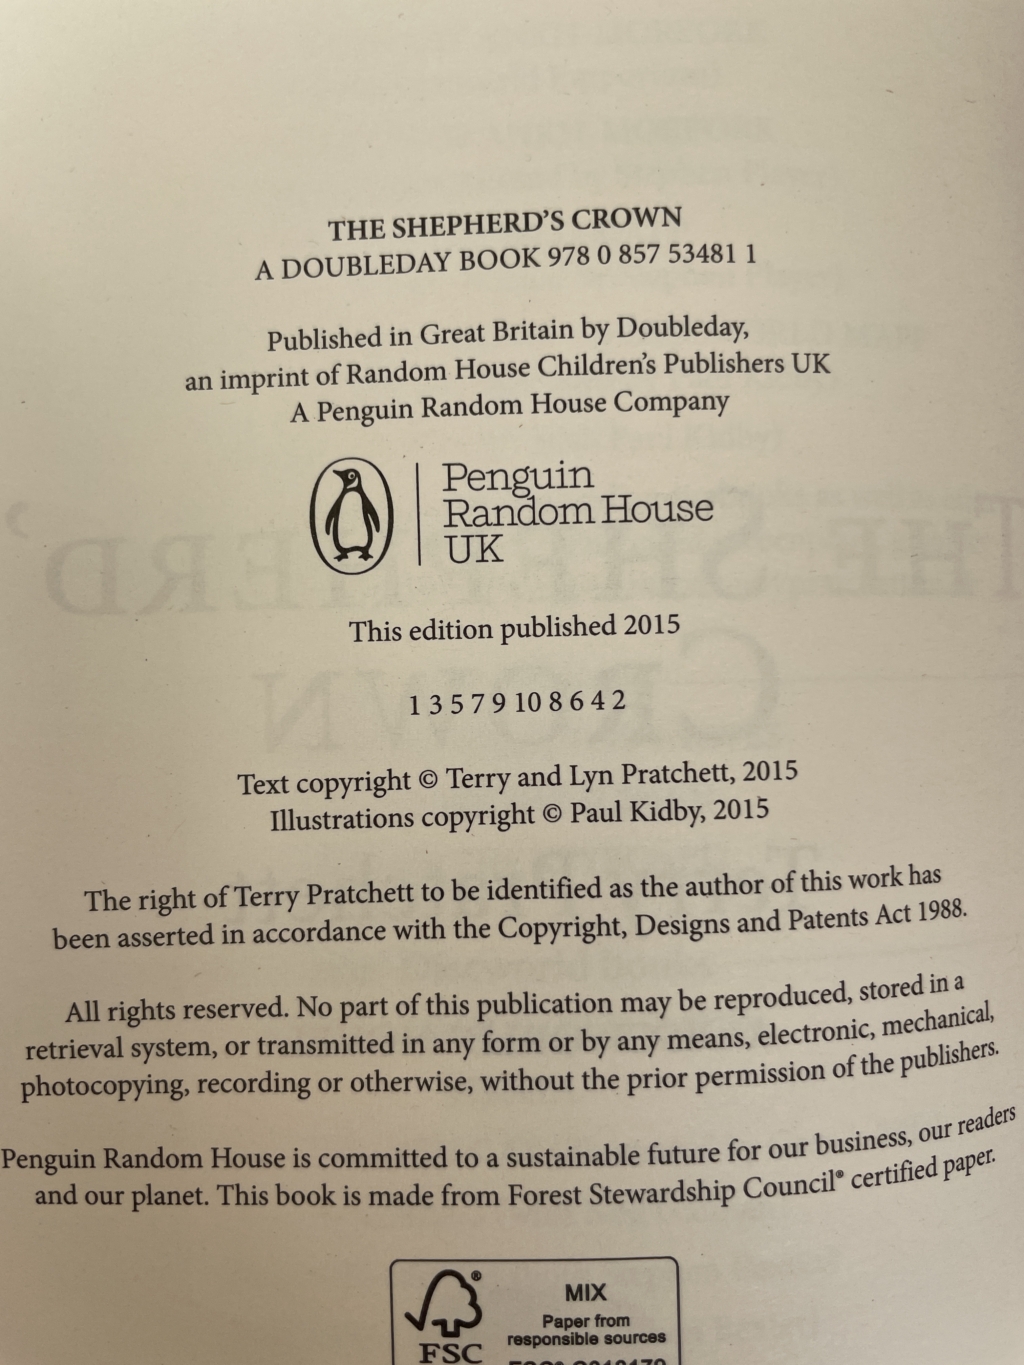 THE SHEPHERD'S CROWN
A DOUBLEDAY BOOK 978 0 857 53481 1
Published in Great Britain by Doubleday,
an imprint of Random House Children's Publishers UK
A Penguin Random House Company
Penguin
Random House
UK
This edition published 2015
1 3 5 7 9 10 8 6 4 2
Text copyright © Terry and Lyn Pratchett, 2015
Illustrations copyright © Paul Kidby, 2015
The right of Terry Pratchett to be identified as the author of this work has
been asserted in accordance with the Copyright, Designs and Patents Act 1988.
All rights reserved. No part of this publication may be reproduced, stored in a
retrieval system, or transmitted in any form or by any means, electronic, mechanical,
photocopying, recording or otherwise, without the prior permission of the publishers.
Penguin Random House is committed to a sustainable future for our business, our readers
and our planet. This book is made from Forest Stewardship Council® certified paper.
®
MIX
Paper from
responsible sources
FSC